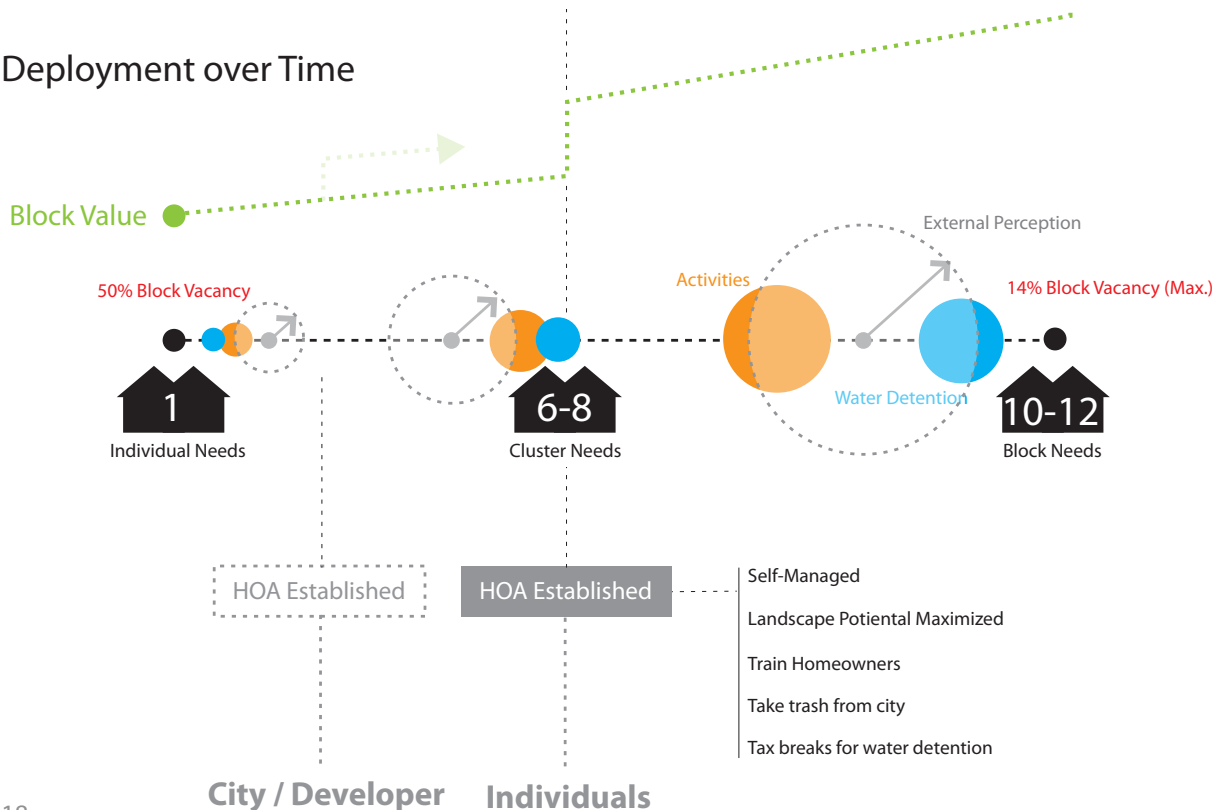 Deployment over Time
Block Value
External Perception
Activities
50% Block Vacancy
14% Block Vacancy (Max.)
Water Detention
1
6-8
10-12
Individual Needs
Cluster Needs
Block Needs
HOA Established
HOA Established
Self-Managed
Landscape Potiental Maximized
Train Homeowners
Take trash from city
Tax breaks for water detention
City / Developer
Individuals